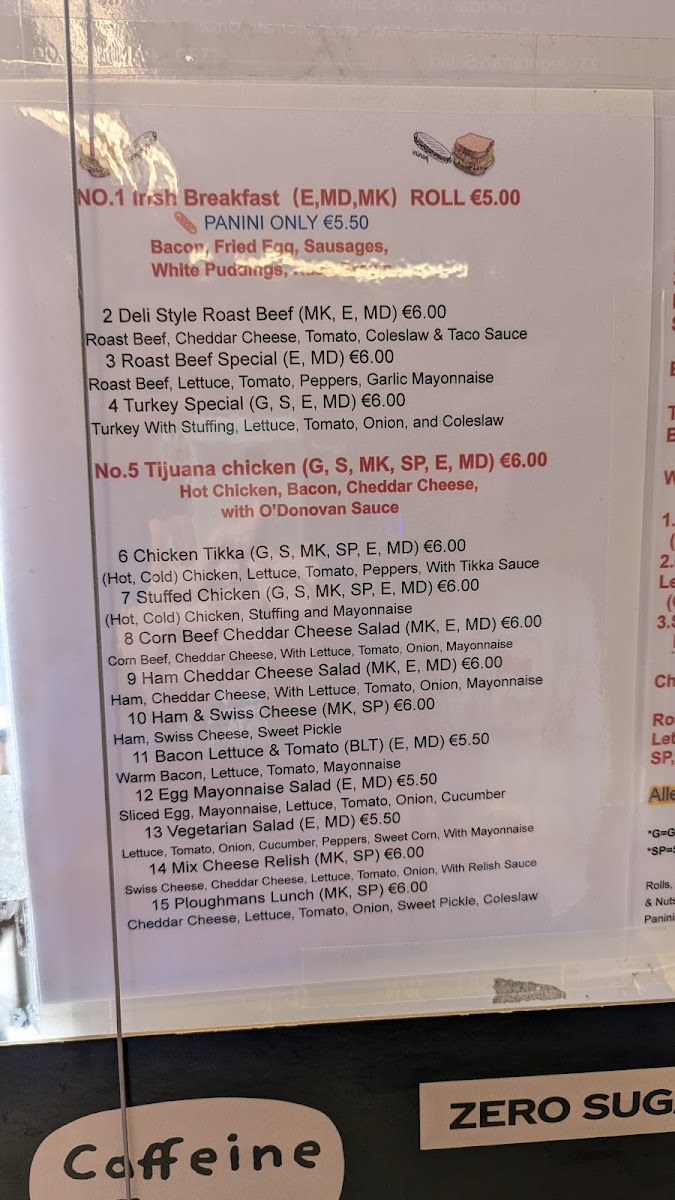 NO.1 Irish Breakfast (E,MD,MK) ROLL €5.00
PANINI ONLY €5.50
Bacon, Fried Egg, Sausages,
White Puddings,
2 Deli Style Roast Beef (MK, E, MD) €6.00
Roast Beef, Cheddar Cheese, Tomato, Coleslaw & Taco Sauce
3 Roast Beef Special (E, MD) €6.00
Roast Beef, Lettuce, Tomato, Peppers, Garlic Mayonnaise
4 Turkey Special (G, S, E, MD) €6.00
Turkey With Stuffing, Lettuce, Tomato, Onion, and Coleslaw
No.5 Tijuana chicken (G, S, MK, SP, E, MD) €6.00
Hot Chicken, Bacon, Cheddar Cheese,
with O'Donovan Sauce
6 Chicken Tikka (G, S, MK, SP, E, MD) €6.00
(Hot, Cold) Chicken, Lettuce, Tomato, Peppers, With Tikka Sauce
7 Stuffed Chicken (G, S, MK, SP, E, MD) €6.00
(Hot, Cold) Chicken, Stuffing and Mayonnaise
8 Corn Beef Cheddar Cheese Salad (MK, E, MD) €6.00
Corn Beef, Cheddar Cheese, With Lettuce, Tomato, Onion, Mayonnaise
9 Ham Cheddar Cheese Salad (MK, E, MD) €6.00
Ham, Cheddar Cheese, With Lettuce, Tomato, Onion, Mayonnaise
10 Ham & Swiss Cheese (MK, SP) €6.00
Ham, Swiss Cheese, Sweet Pickle
11 Bacon Lettuce & Tomato (BLT) (E, MD) €5.50
Warm Bacon, Lettuce, Tomato, Mayonnaise
12 Egg Mayonnaise Salad (E, MD) €5.50
Sliced Egg, Mayonnaise, Lettuce, Tomato, Onion, Cucumber
13 Vegetarian Salad (E, MD) €5.50
Lettuce, Tomato, Onion, Cucumber, Peppers, Sweet Corn, With Mayonnaise
14 Mix Cheese Relish (MK, SP) €6.00
Swiss Cheese, Cheddar Cheese, Lettuce, Tomato, Onion, With Relish Sauce
15 Ploughmans Lunch (MK, SP) €6.00
Cheddar Cheese, Lettuce, Tomato, Onion, Sweet Pickle, Coleslaw
1.
2.
3.
SP,
*G=G
*SP=
Rolls,
& Nuts
Panini
Caffeine
ZERO SUG